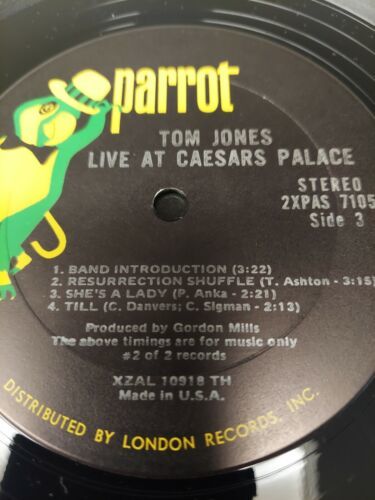 parrot
TOM JONES
LIVE AT CAESARS PALACE
STEREO
2XPAS 7105
Side 3
1. BAND INTRODUCTION (3:22)
2. RESURRECTION SHUFFLE (T. Ashton - 3:15)
3. SHE'S A LADY (P. Anka - 2:21)
4. TILL (C. Danvers; C. Sigman - 2:13)
Produced by Gordon Mills
The above timings are for music only
#2 of 2 records
XZAL 10918 TH
Made in U.S.A.
DISTRIBUTED BY LONDON RECORDS, INC.